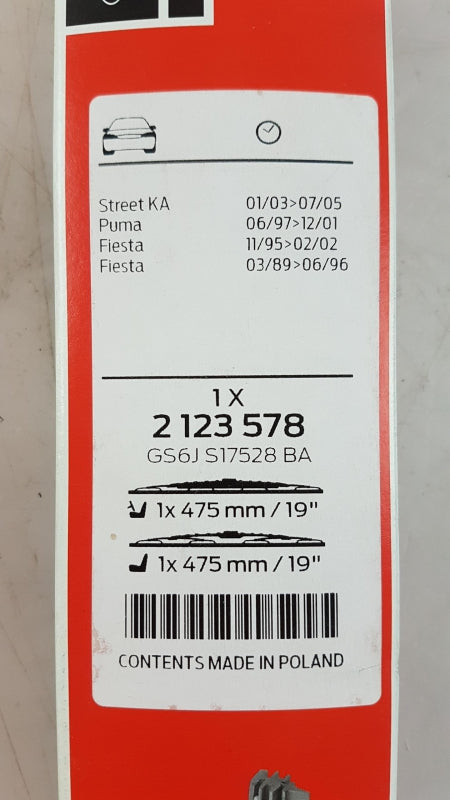 Street KA 01/03>07/05
Puma 06/97>12/01
Fiesta 11/95>02/02
Fiesta 03/89>06/96
1 X
2 123 578
GS6J S17528 BA
1x 475 mm / 19"
1x 475 mm / 19"
CONTENTS MADE IN POLAND